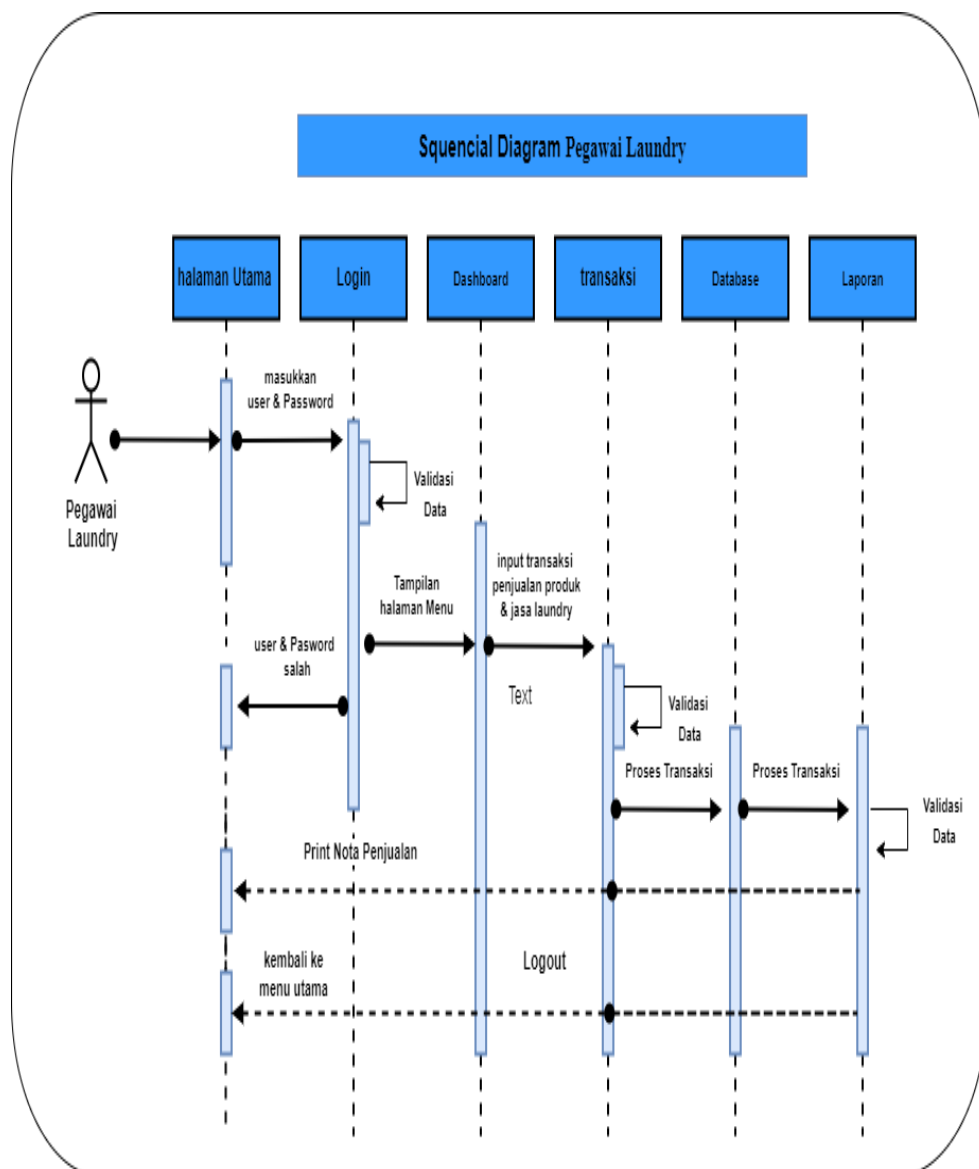 Squencial Diagram Pegawai Laundry
halaman Utama
Login
Dashboard
transaksi
Database
Laporan
masukkan
user & Password
Validasi
Data
Pegawai
Laundry
input transaksi
penjualan produk
& jasa laundry
Tampilan
halaman Menu
user & Pasword
salah
Text
Validasi
Data
Proses Transaksi
Proses Transaksi
Validasi
Data
Print Nota Penjualan
kembali ke
menu utama
Logout